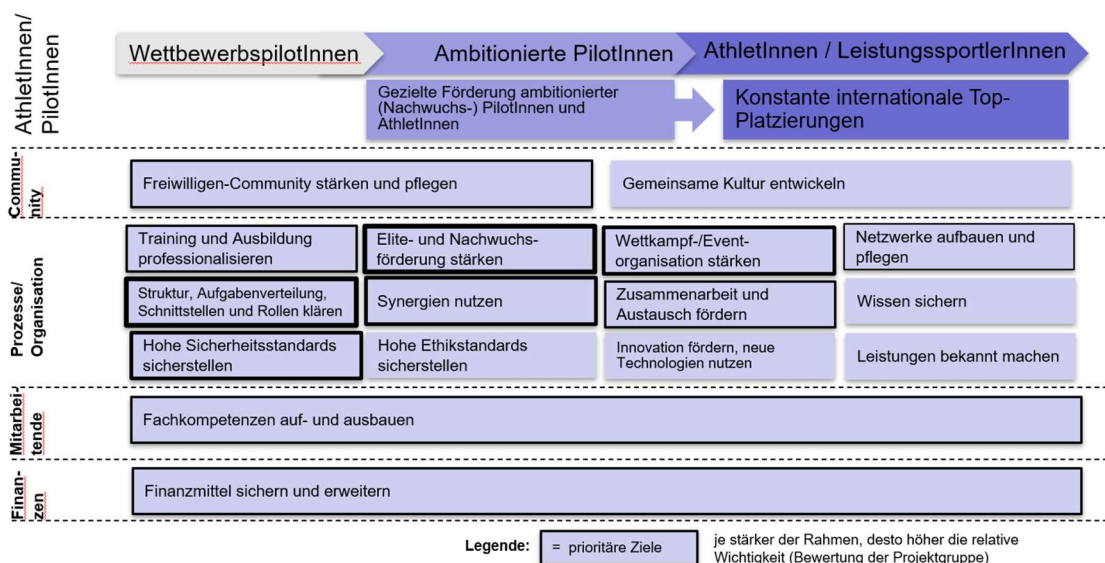 AthletInnen/
PilotInnen
WettbewerbspilotInnen
Ambitionierte PilotInnen
AthletInnen / LeistungssportlerInnen
Gezielte Förderung ambitionierter
(Nachwuchs-) PilotInnen und
AthletInnen
Konstante internationale Top-
Platzierungen
Commu-
nity
Freiwilligen-Community stärken und pflegen
Gemeinsame Kultur entwickeln
Prozesse/
Organisation
Training und Ausbildung
professionalisieren
Elite- und Nachwuchs-
förderung stärken
Wettkampf-/Event-
organisation stärken
Netzwerke aufbauen und
pflegen
Struktur, Aufgabenverteilung,
Schnittstellen und Rollen klären
Synergien nutzen
Zusammenarbeit und
Austausch fördern
Wissen sichern
Hohe Sicherheitsstandards
sicherstellen
Hohe Ethikstandards
sicherstellen
Innovation fördern, neue
Technologien nutzen
Leistungen bekannt machen
Mitarbei-
tende
Fachkompetenzen auf- und ausbauen
Finan-
zen
Finanzmittel sichern und erweitern
Legende:
= prioritäre Ziele
je stärker der Rahmen, desto höher die relative
Wichtigkeit (Bewertung der Projektgruppe)